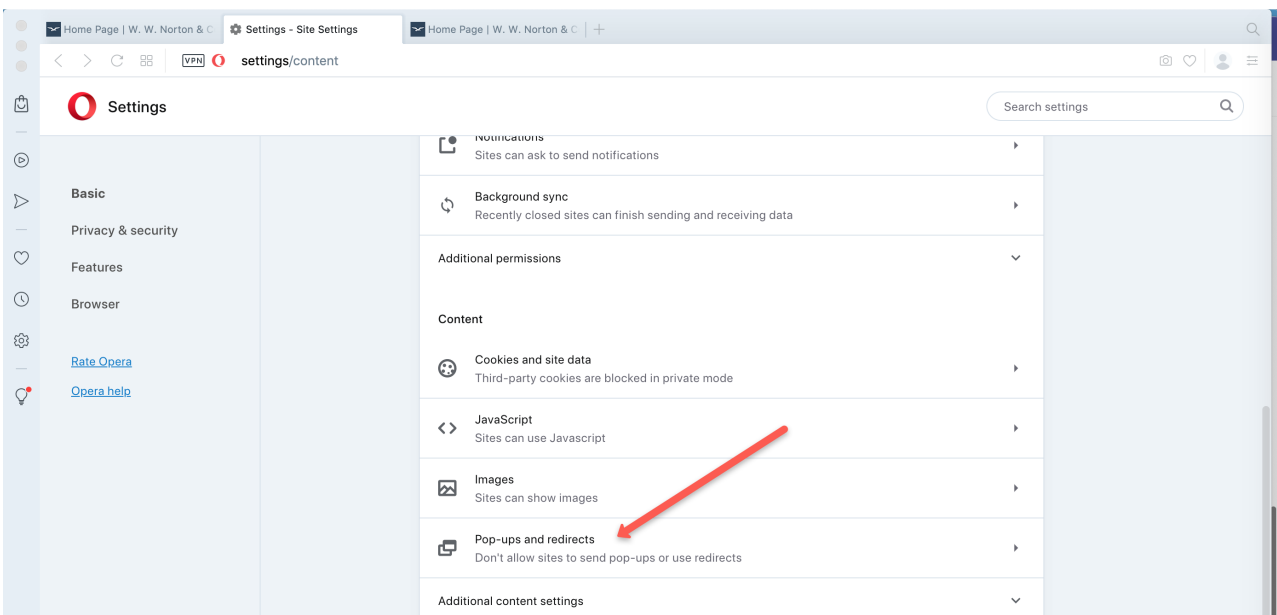 Home Page | W. W. Norton & C
Settings - Site Settings
Home Page | W. W. Norton & C
VPN
settings/content
Settings
Search settings
Notifications
Sites can ask to send notifications
Basic
Background sync
Recently closed sites can finish sending and receiving data
Privacy & security
Additional permissions
Features
Browser
Content
Rate Opera
Cookies and site data
Third-party cookies are blocked in private mode
Opera help
JavaScript
Sites can use Javascript
Images
Sites can show images
Pop-ups and redirects
Don't allow sites to send pop-ups or use redirects
Additional content settings